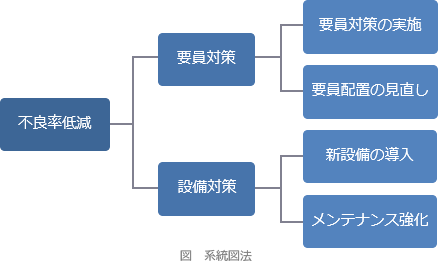 不良率低減
要員対策
要員対策の実施
要員配置の見直し
設備対策
新設備の導入
メンテナンス強化
図　系統図法